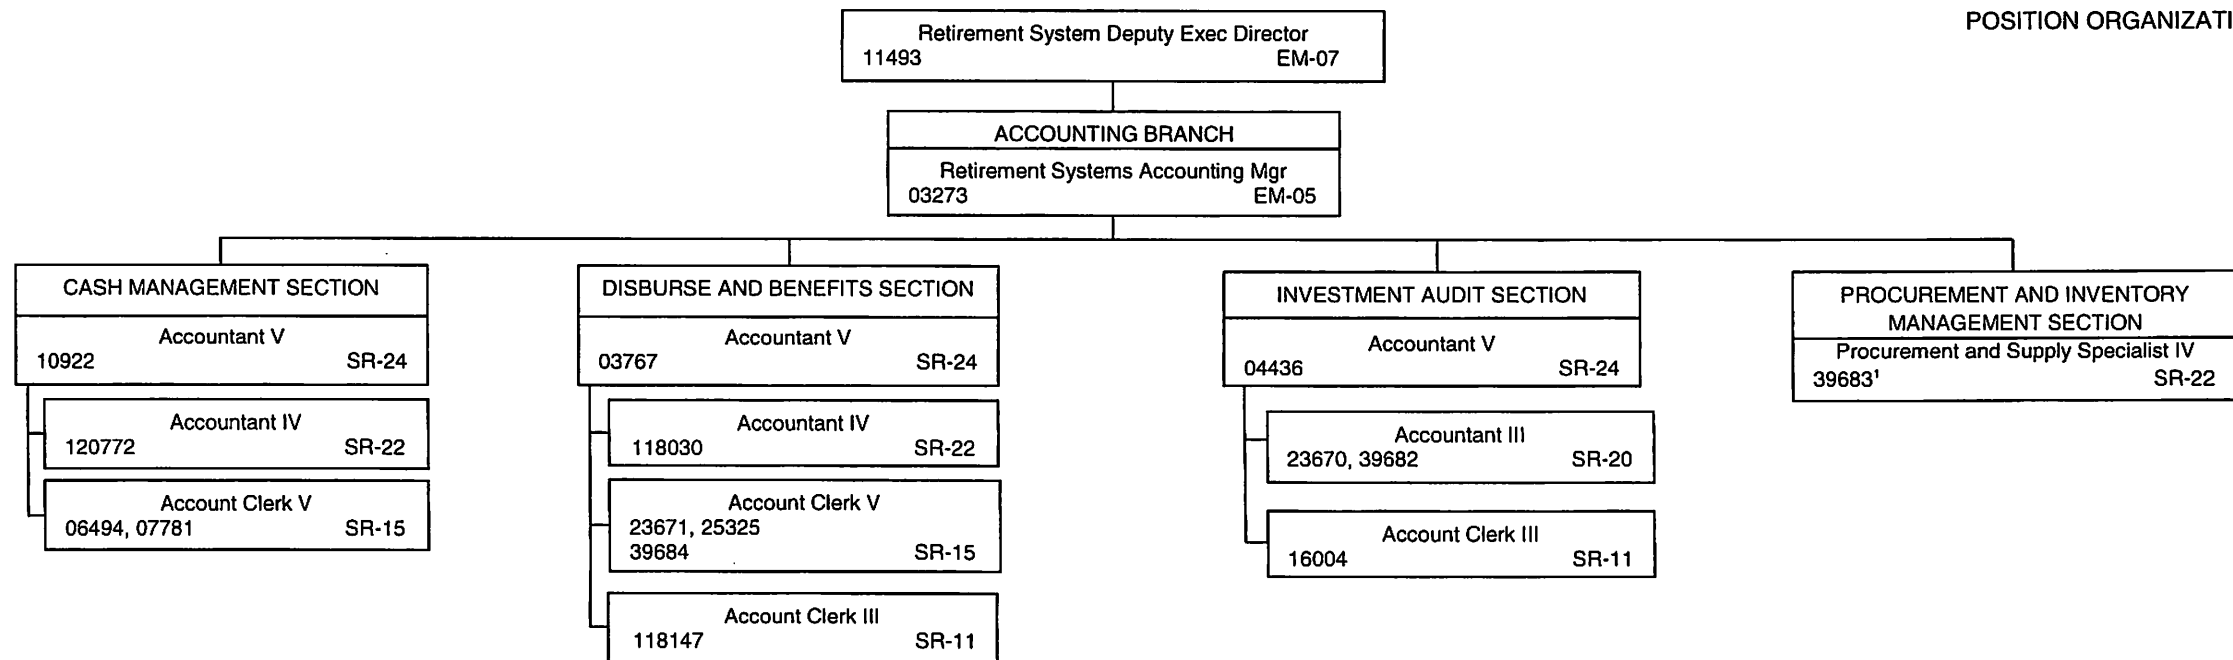 POSITION ORGANIZATI
Retirement System Deputy Exec Director
11493 EM-07
ACCOUNTING BRANCH
Retirement Systems Accounting Mgr
03273 EM-05
CASH MANAGEMENT SECTION
Accountant V
10922 SR-24
Accountant IV
120772 SR-22
Account Clerk V
06494, 07781 SR-15
DISBURSE AND BENEFITS SECTION
Accountant V
03767 SR-24
Accountant IV
118030 SR-22
Account Clerk V
23671, 25325
39684 SR-15
Account Clerk III
118147 SR-11
INVESTMENT AUDIT SECTION
Accountant V
04436 SR-24
Accountant III
23670, 39682 SR-20
Account Clerk III
16004 SR-11
PROCUREMENT AND INVENTORY
MANAGEMENT SECTION
Procurement and Supply Specialist IV
39683¹ SR-22